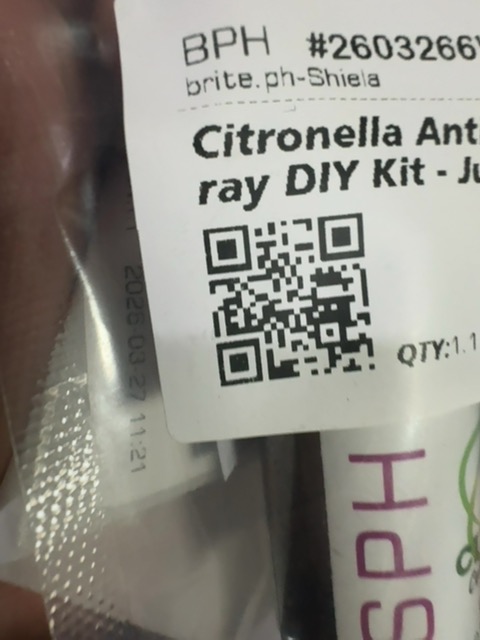 BPH #2603266
brite.ph-Shiela
Citronella Ant
ray DIY Kit - Ju
QTY:1.1
2026 03 27 11:21
SPH